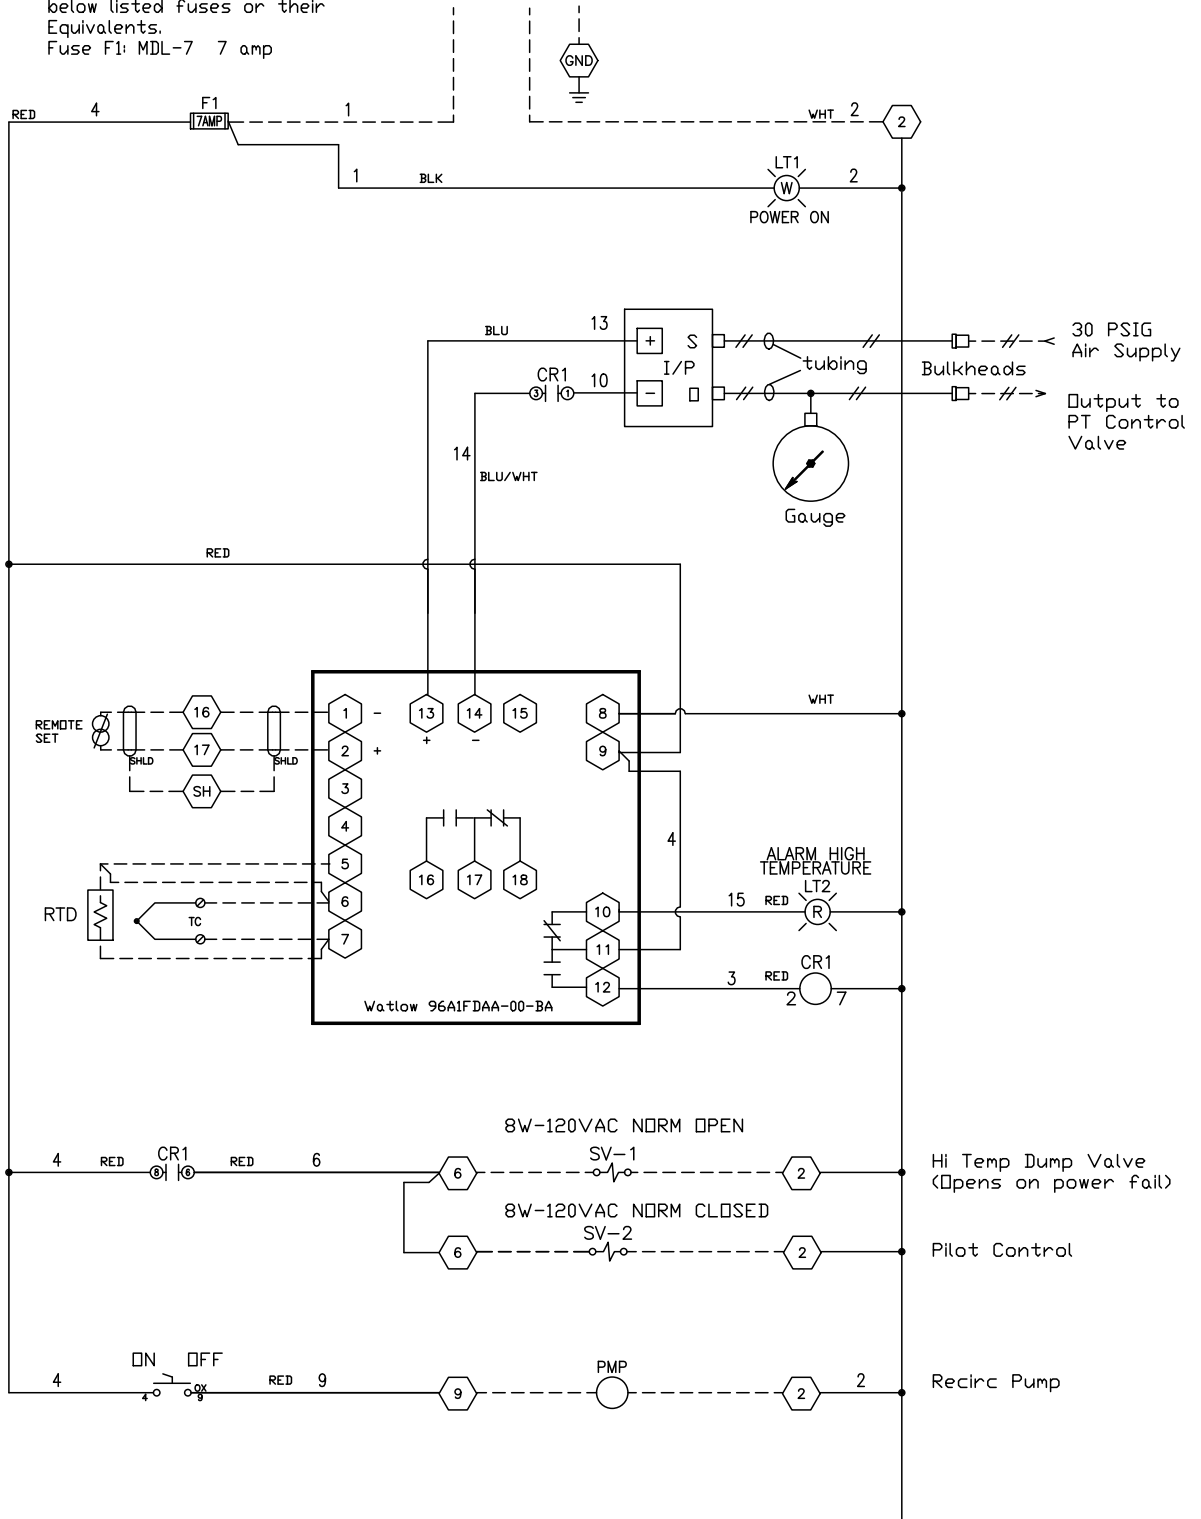 below listed fuses or their
Equivalents.
Fuse F1: MDL-7 7 amp
GND
RED 4 F1 7AMP 1 WHT 2 2
1 BLK LT1 W 2
POWER ON
BLU 13 + S 30 PSIG
Air Supply
I/P tubing Bulkheads
CR1 3 1 10 - O
Output to
PT Control
Valve
14
BLU/WHT
Gauge
RED
REMOTE
SET
16 1 - 13 14 15 8 WHT
+ -
17 2 + 9
SHLD SHLD
SH 3
4
4
5
16 17 18
ALARM HIGH
TEMPERATURE
LT2
RTD TC 6 10 15 RED R
7 11
CR1
12 3 RED 2 7
Watlow 96A1FDAA-00-BA
8W-120VAC NORM OPEN
4 RED CR1 8 6 RED 6 6 SV-1 2 Hi Temp Dump Valve
(Opens on power fail)
8W-120VAC NORM CLOSED
SV-2
6 2 Pilot Control
ON OFF
4 4 OX 9 RED 9 9 PMP 2 2 Recirc Pump